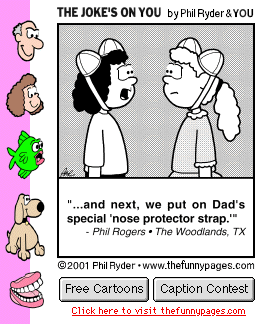 THE JOKE'S ON YOU by Phil Ryder & YOU
"...and next, we put on Dad's
special 'nose protector strap.'"
- Phil Rogers • The Woodlands, TX
©2001 Phil Ryder • www.thefunnypages.com
Free Cartoons Caption Contest
Click here to visit thefunnypages.com